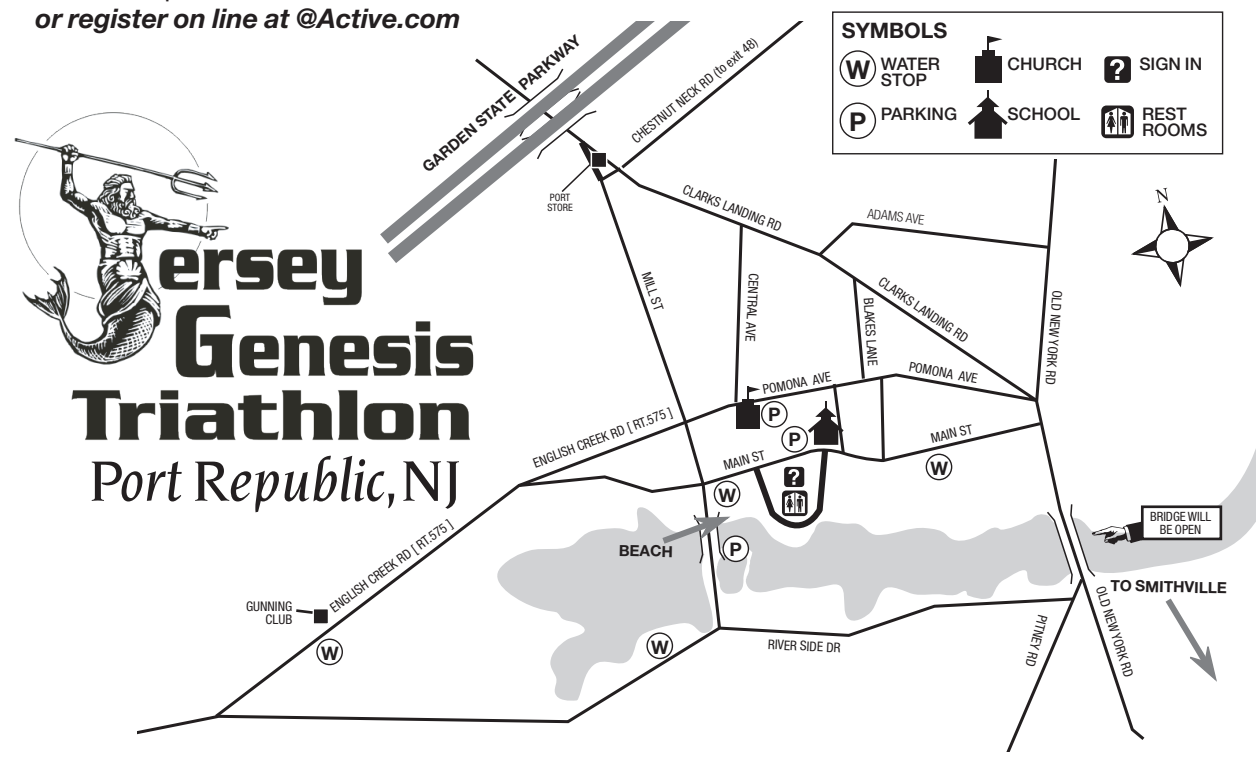 or register on line at @Active.com
Jersey
Genesis
Triathlon
Port Republic, NJ
SYMBOLS
W WATER
STOP
CHURCH
? SIGN IN
P PARKING
SCHOOL
REST
ROOMS
GARDEN STATE PARKWAY
CHESTNUT NECK RD (to exit 48)
PORT
STORE
CLARKS LANDING RD
ADAMS AVE
N
MILL ST
CENTRAL AVE
BLAKES LANE
CLARKS LANDING RD
OLD NEW YORK RD
POMONA AVE
POMONA AVE
P
P
ENGLISH CREEK RD [ RT.575 ]
MAIN ST
MAIN ST
W
?
W
BEACH
P
BRIDGE WILL
BE OPEN
ENGLISH CREEK RD [ RT.575 ]
TO SMITHVILLE
GUNNING
CLUB
W
W
RIVER SIDE DR
PITNEY RD
OLD NEW YORK RD